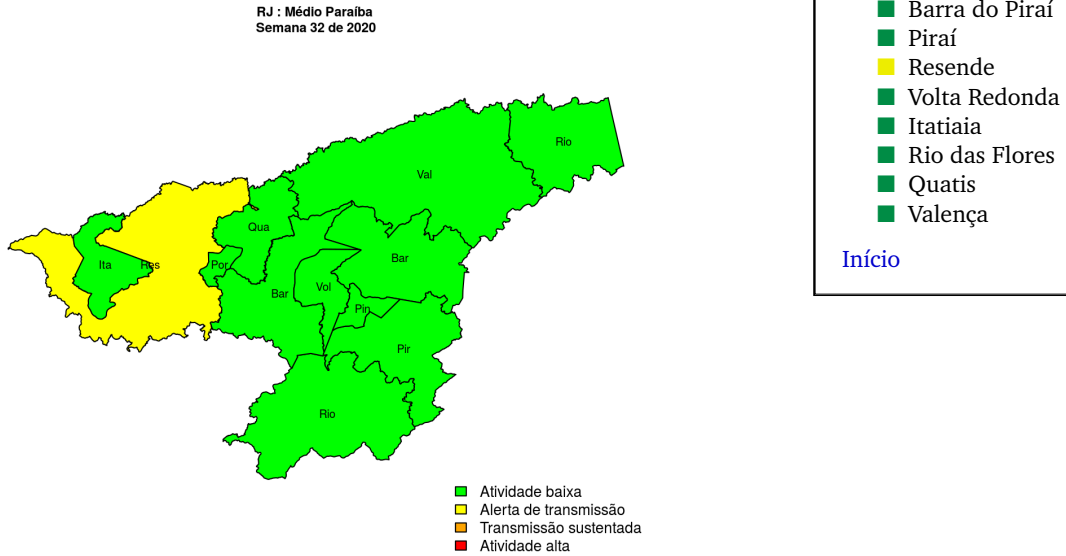 RJ : Médio Paraíba
Semana 32 de 2020
Rio
Val
Qua
Ita
Res
Por
Bar
Bar
Vol
Pin
Pir
Rio
Atividade baixa
Alerta de transmissão
Transmissão sustentada
Atividade alta
Barra do Piraí
Piraí
Resende
Volta Redonda
Itatiaia
Rio das Flores
Quatis
Valença
Início